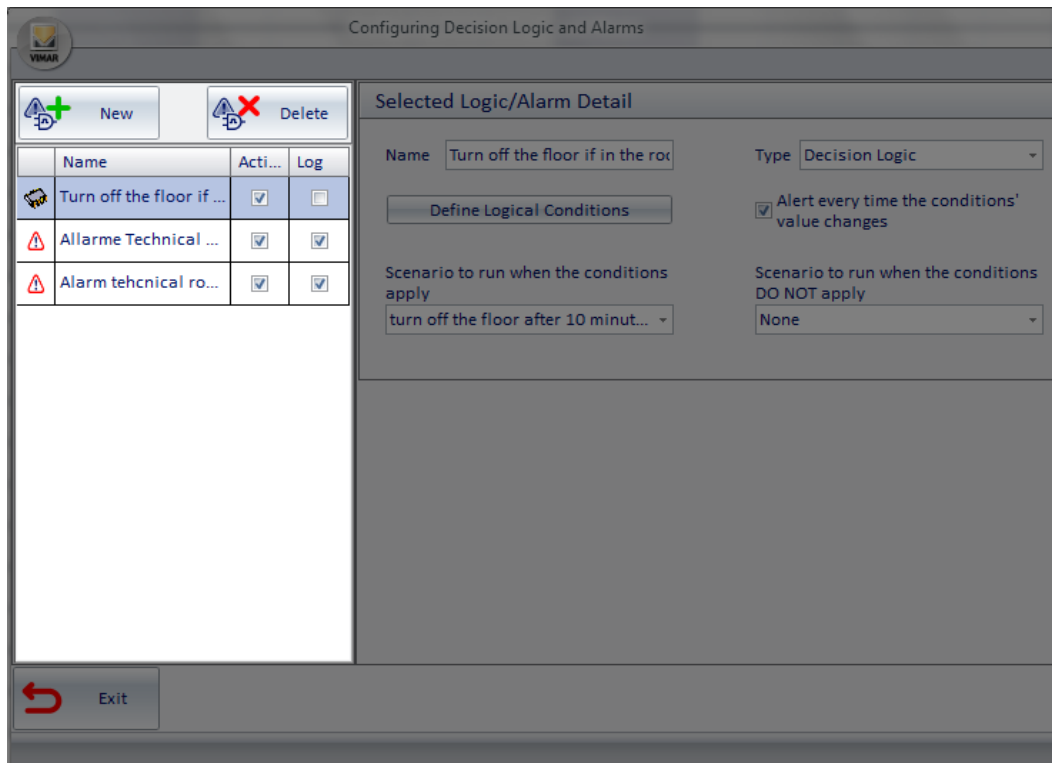 Configuring Decision Logic and Alarms
VIMAR
New
Delete
Name Acti... Log
Turn off the floor if ...
Allarme Technical ...
Alarm tehcnical ro...
Selected Logic/Alarm Detail
Name Turn off the floor if in the roo
Type Decision Logic
Define Logical Conditions
Alert every time the conditions'
value changes
Scenario to run when the conditions
apply
turn off the floor after 10 minut...
Scenario to run when the conditions
DO NOT apply
None
Exit